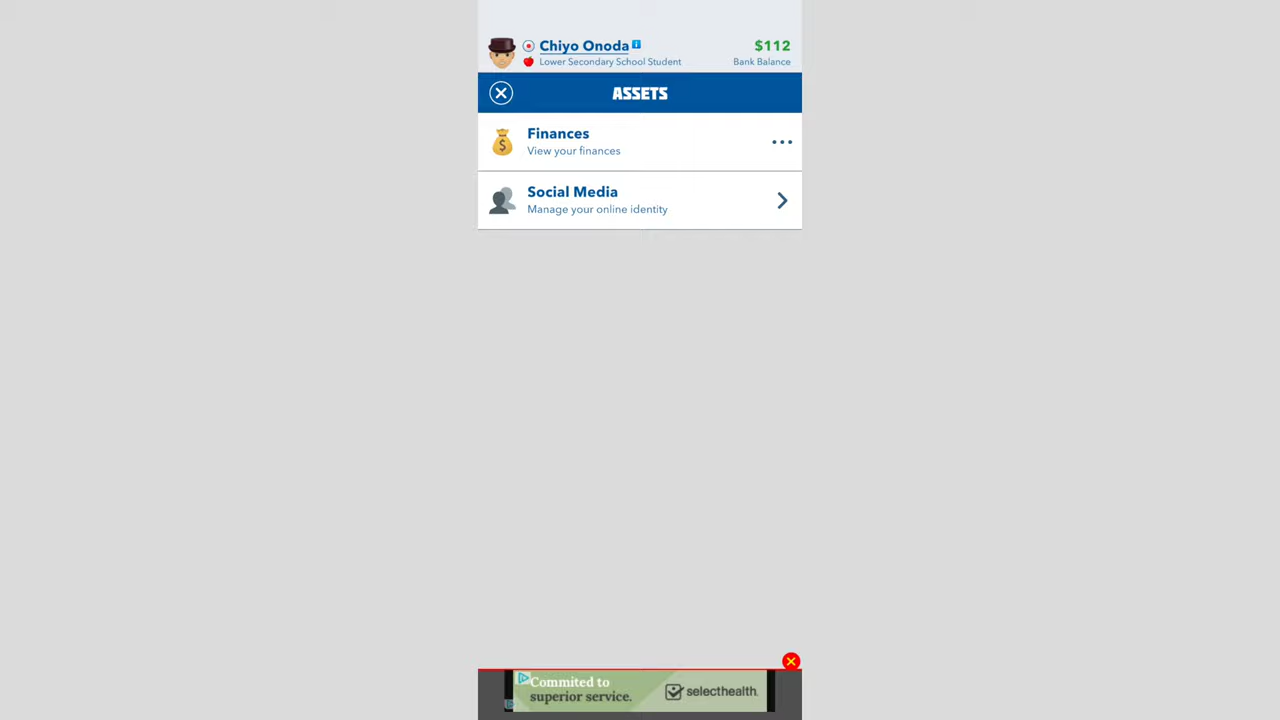 Chiyo Onoda
$112
Lower Secondary School Student
Bank Balance
ASSETS
Finances
View your finances
Social Media
Manage your online identity
Commited to
superior service.
selecthealth.